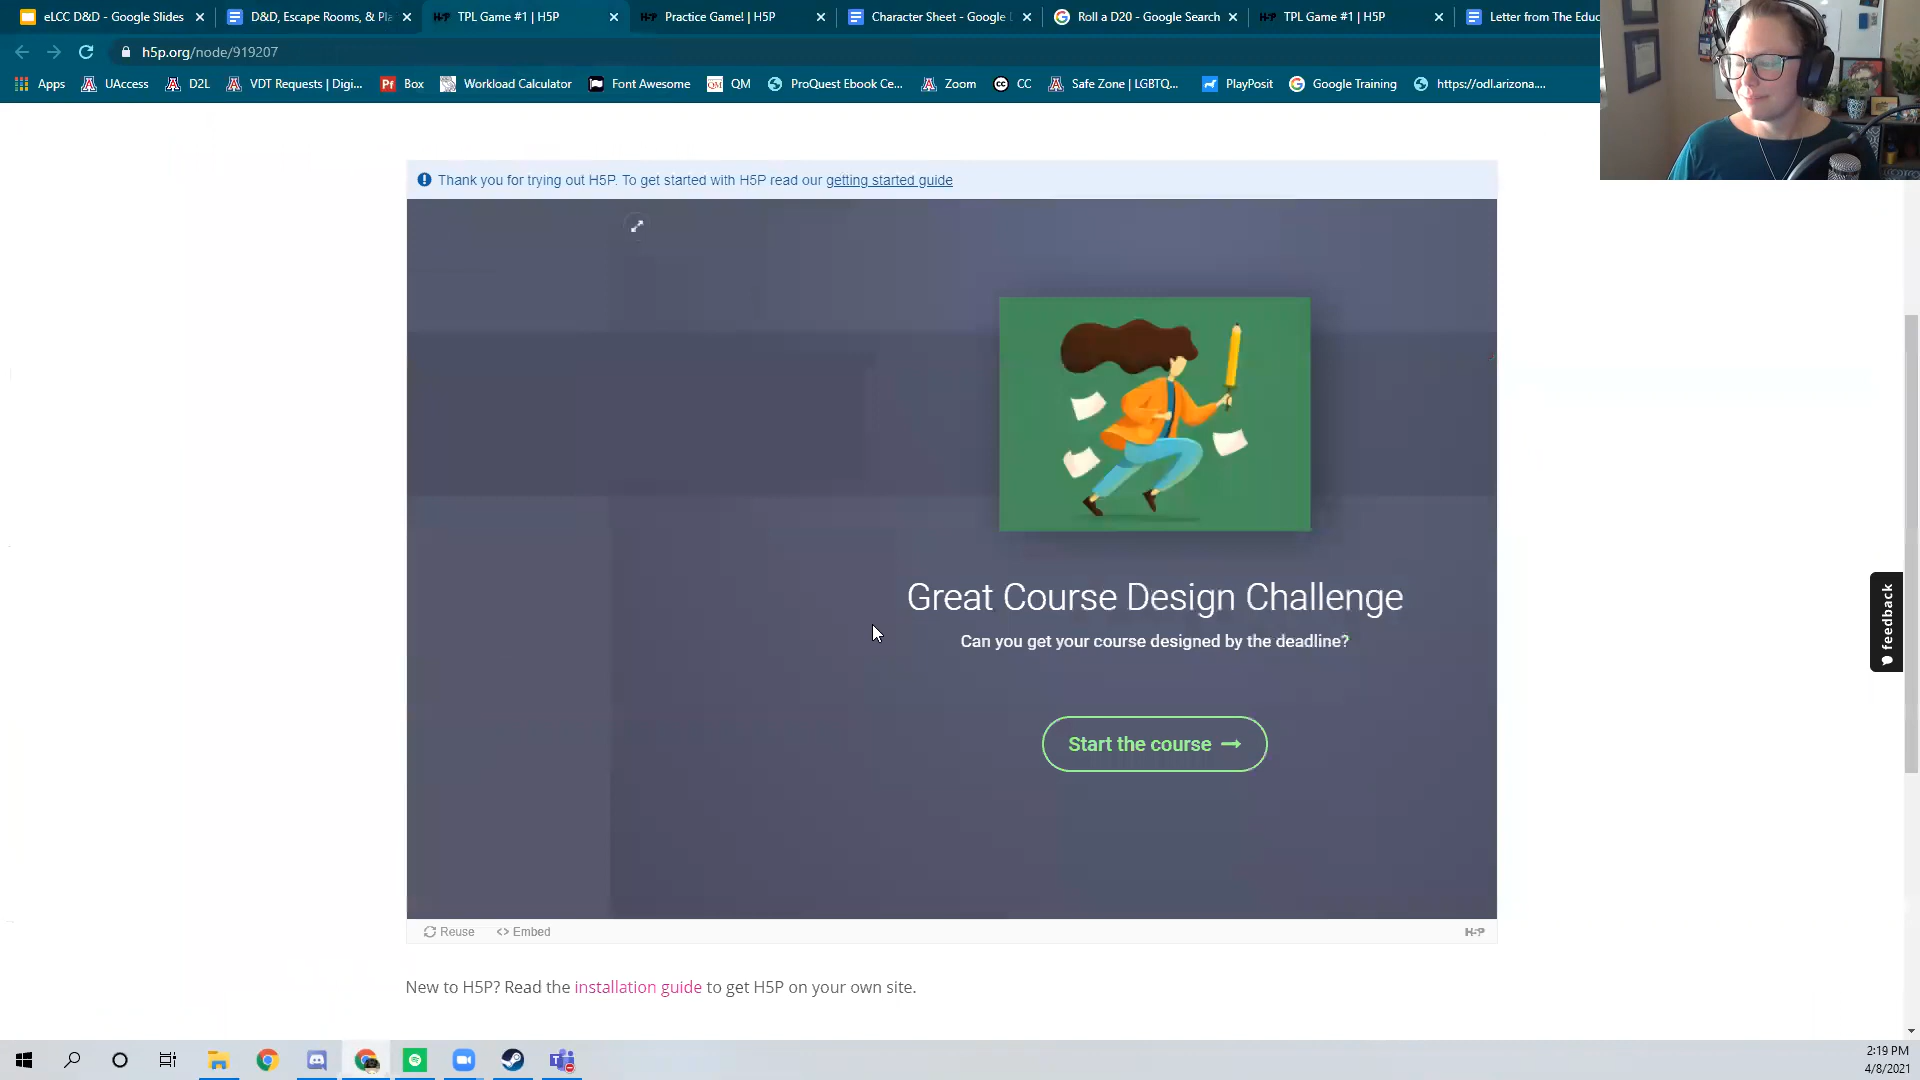 eLCC D&D - Google Slides
D&D, Escape Rooms, & Pla
TPL Game #1 | H5P
Practice Game! | H5P
Character Sheet - Google D
Roll a D20 - Google Search
TPL Game #1 | H5P
Letter from The Educ
h5p.org/node/919207
Apps
UAccess
D2L
VDT Requests | Digi...
Pf Box
Workload Calculator
Font Awesome
QM QM
ProQuest Ebook Ce...
Zoom
cc CC
Safe Zone | LGBTQ...
PlayPosit
Google Training
https://odl.arizona....
Thank you for trying out H5P. To get started with H5P read our getting started guide
Great Course Design Challenge
Can you get your course designed by the deadline?
Start the course
feedback
Reuse
<> Embed
H5P
New to H5P? Read the installation guide to get H5P on your own site.
2:19 PM
4/8/2021